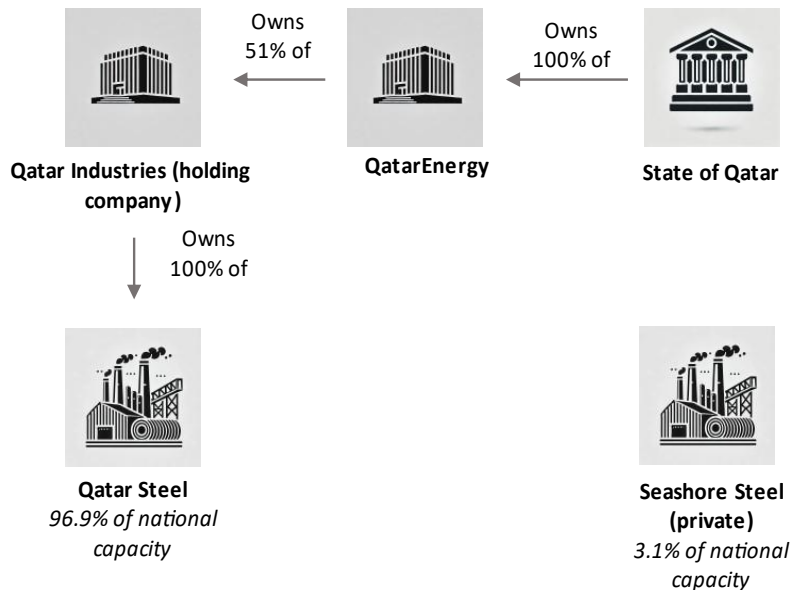 Owns
51% of
Owns
100% of
Qatar Industries (holding
company)
QatarEnergy
State of Qatar
Owns
100% of
Qatar Steel
96.9% of national
capacity
Seashore Steel
(private)
3.1% of national
capacity